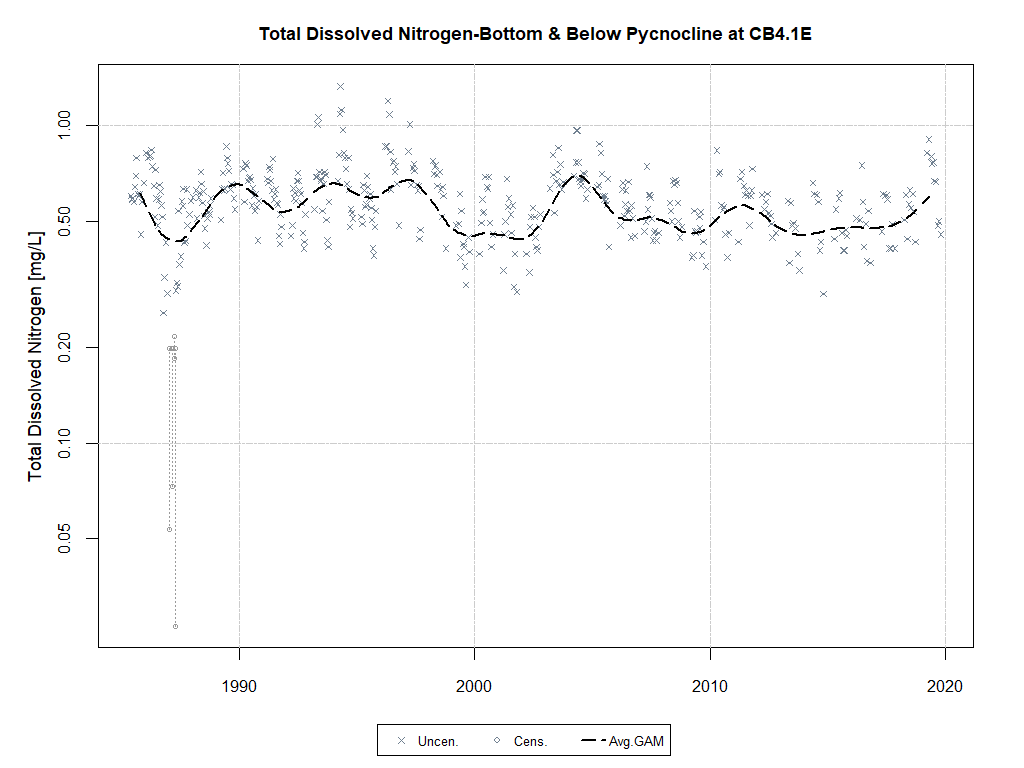 Total Dissolved Nitrogen-Bottom & Below Pycnocline at CB4.1E
Total Dissolved Nitrogen [mg/L]
1.00
0.50
0.20
0.10
0.05
1990 2000 2010 2020
Uncen. Cens. Avg.GAM